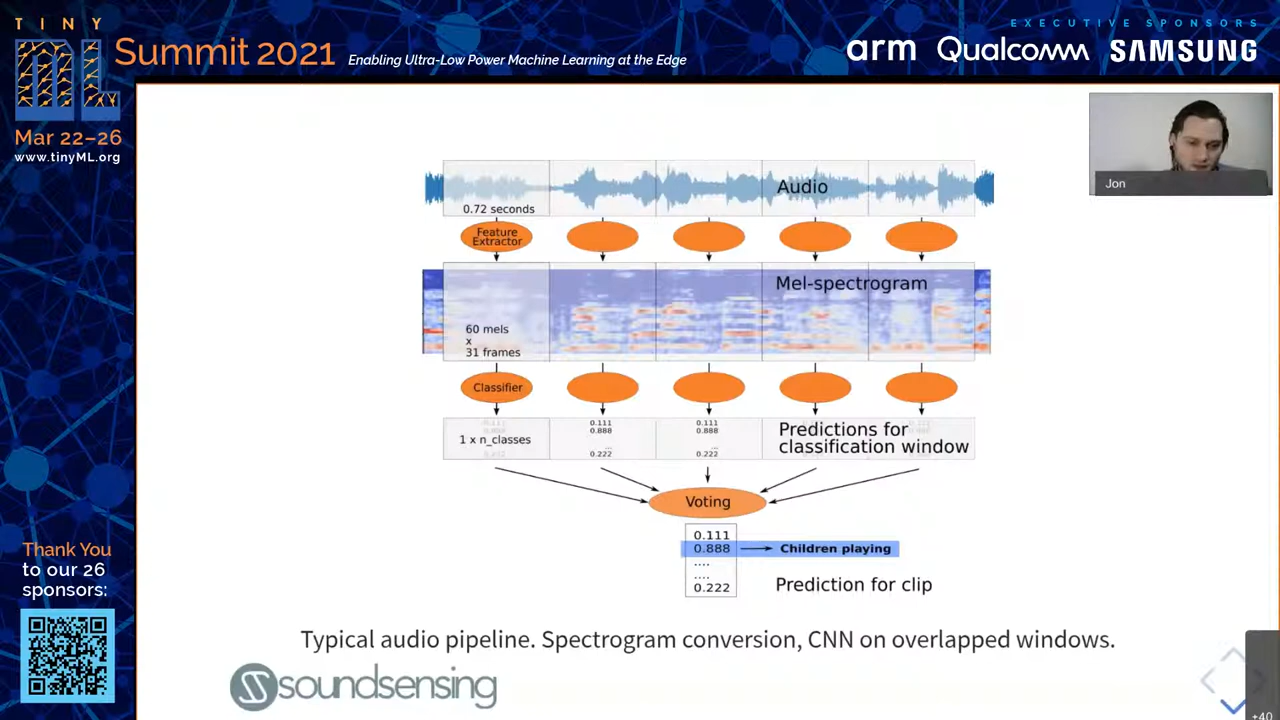 TINY
ML
Summit 2021
Enabling Ultra-Low Power Machine Learning at the Edge
EXECUTIVE SPONSORS
arm Qualcomm SAMSUNG
Mar 22–26
www.tinyML.org
Jon
Audio
0.72 seconds
Feature
Extractor
Mel-spectrogram
60 mels
x
31 frames
Classifier
1 x n_classes
0.111
0.888
...
0.222
0.111
0.888
...
0.222
Predictions for
classification window
Voting
0.111
0.888
....
....
0.222
Children playing
Prediction for clip
Typical audio pipeline. Spectrogram conversion, CNN on overlapped windows.
soundsensing
Thank You
to our 26
sponsors:
+40